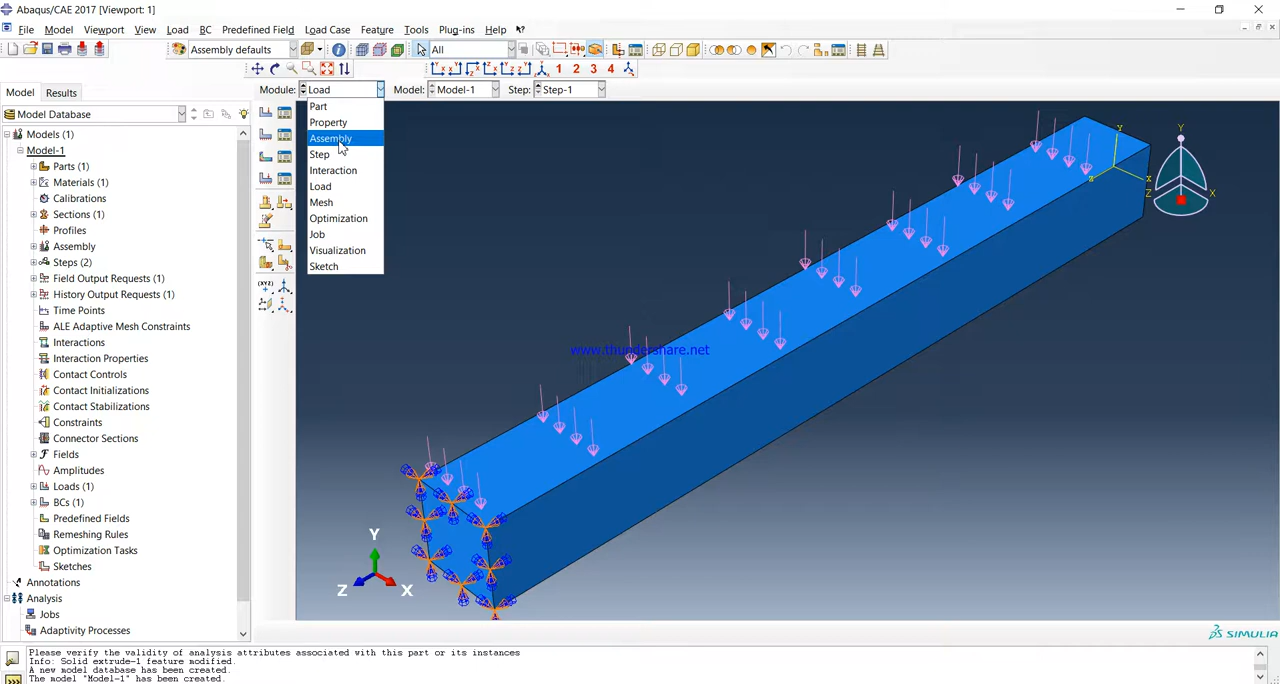 Abaqus/CAE 2017 [Viewport: 1]
File Model Viewport View Load BC Predefined Field Load Case Feature Tools Plug-ins Help
Assembly defaults All
1 2 3 4
Model Results Module: Load Model: Model-1 Step: Step-1
Model Database
Part
Property
Assembly
Step
Interaction
Load
Mesh
Optimization
Job
Visualization
Sketch
Models (1)
Model-1
Parts (1)
Materials (1)
Calibrations
Sections (1)
Profiles
Assembly
Steps (2)
Field Output Requests (1)
History Output Requests (1)
Time Points
ALE Adaptive Mesh Constraints
Interactions
Interaction Properties
Contact Controls
Contact Initializations
Contact Stabilizations
Constraints
Connector Sections
Fields
Amplitudes
Loads (1)
BCs (1)
Predefined Fields
Remeshing Rules
Optimization Tasks
Sketches
Annotations
Analysis
Jobs
Adaptivity Processes
(XYZ)
www.thundershare.net
Y
X
Z
Y
Z X
Y
Z X
SIMULIA
Please verify the validity of analysis attributes associated with this part or its instances
Info: Solid extrude-1 feature modified.
A new model database has been created.
The model "Model-1" has been created.